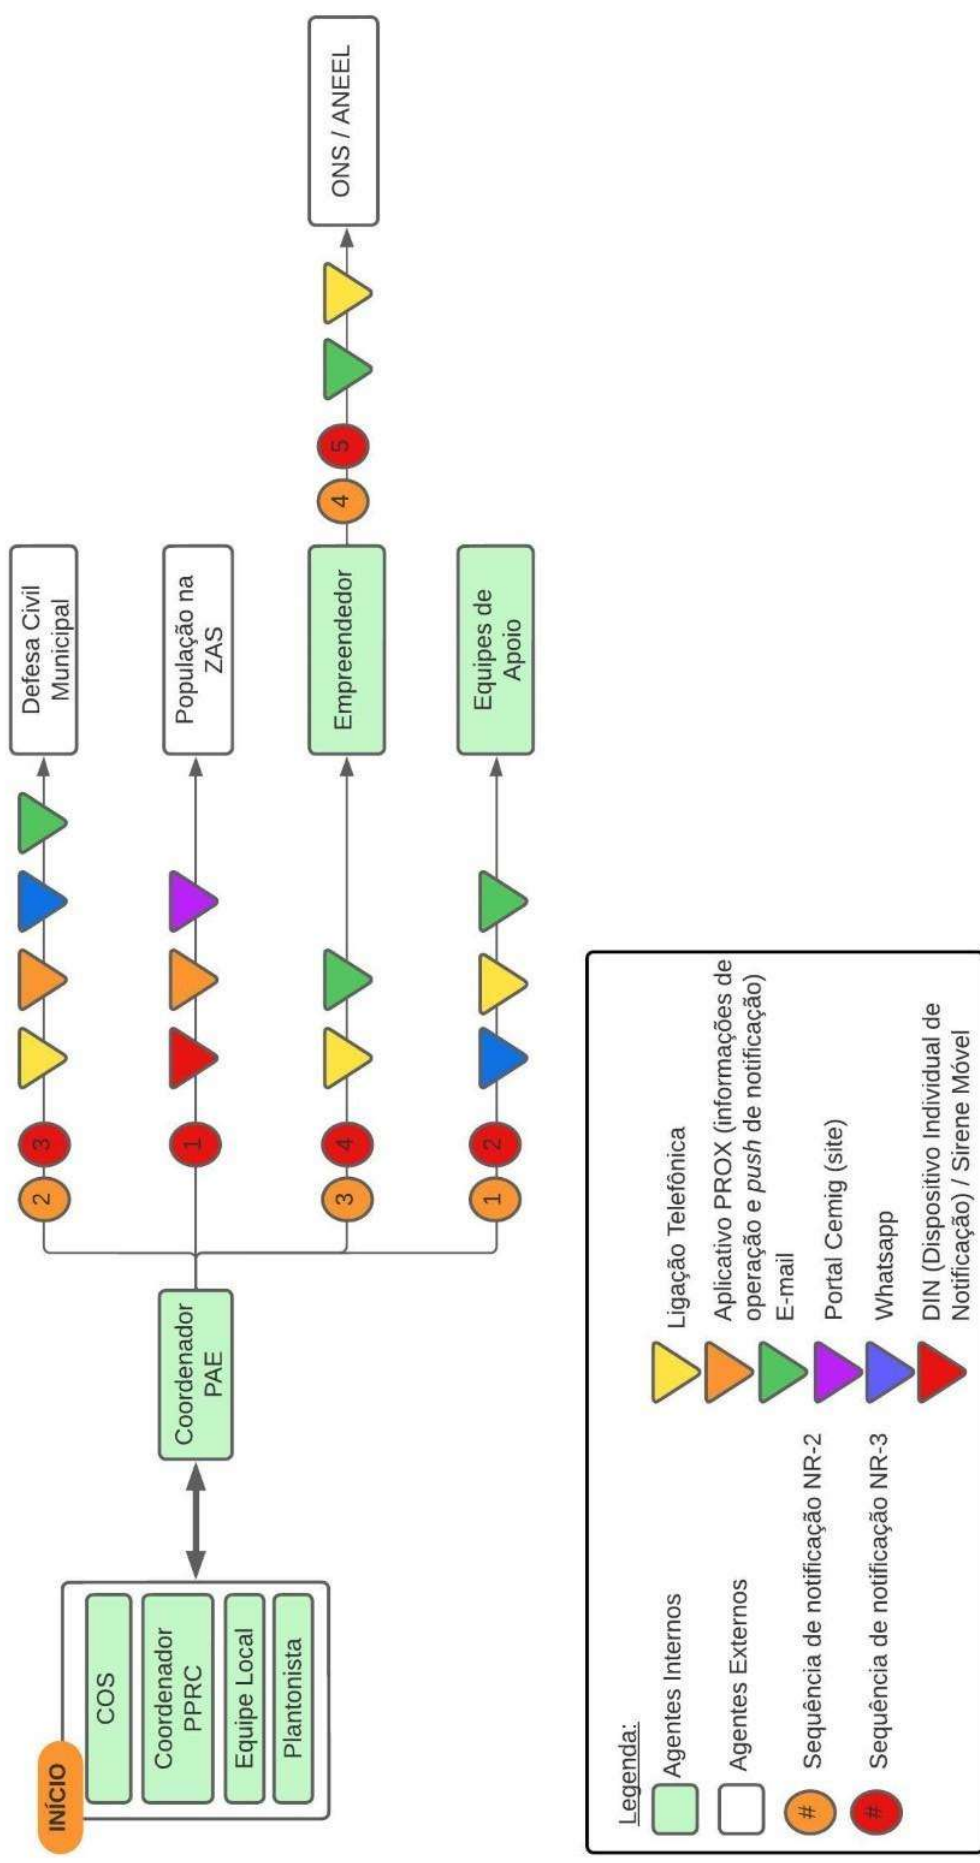 INÍCIO
COS
Coordenador
PPRC
Equipe Local
Plantonista
Coordenador
PAE
2
3
Defesa Civil
Municipal
1
População na
ZAS
3
4
Empreendedor
4
5
ONS / ANEEL
1
2
Equipes de
Apoio
Legenda:
Agentes Internos
Agentes Externos
# Sequência de notificação NR-2
# Sequência de notificação NR-3
Ligação Telefônica
Aplicativo PROX (informações de
operação e push de notificação)
E-mail
Portal Cemig (site)
Whatsapp
DIN (Dispositivo Individual de
Notificação) / Sirene Móvel